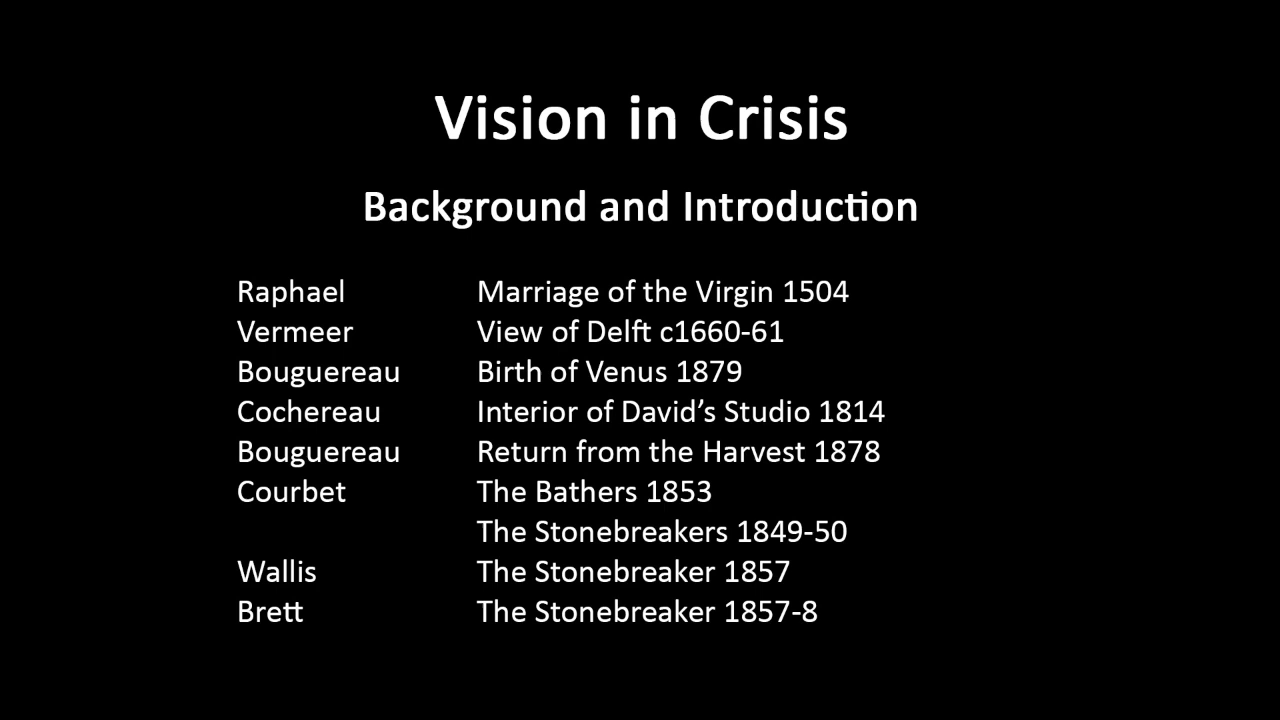 Vision in Crisis
Background and Introduction
Raphael Marriage of the Virgin 1504
Vermeer View of Delft c1660-61
Bouguereau Birth of Venus 1879
Cochereau Interior of David’s Studio 1814
Bouguereau Return from the Harvest 1878
Courbet The Bathers 1853
The Stonebreakers 1849-50
Wallis The Stonebreaker 1857
Brett The Stonebreaker 1857-8